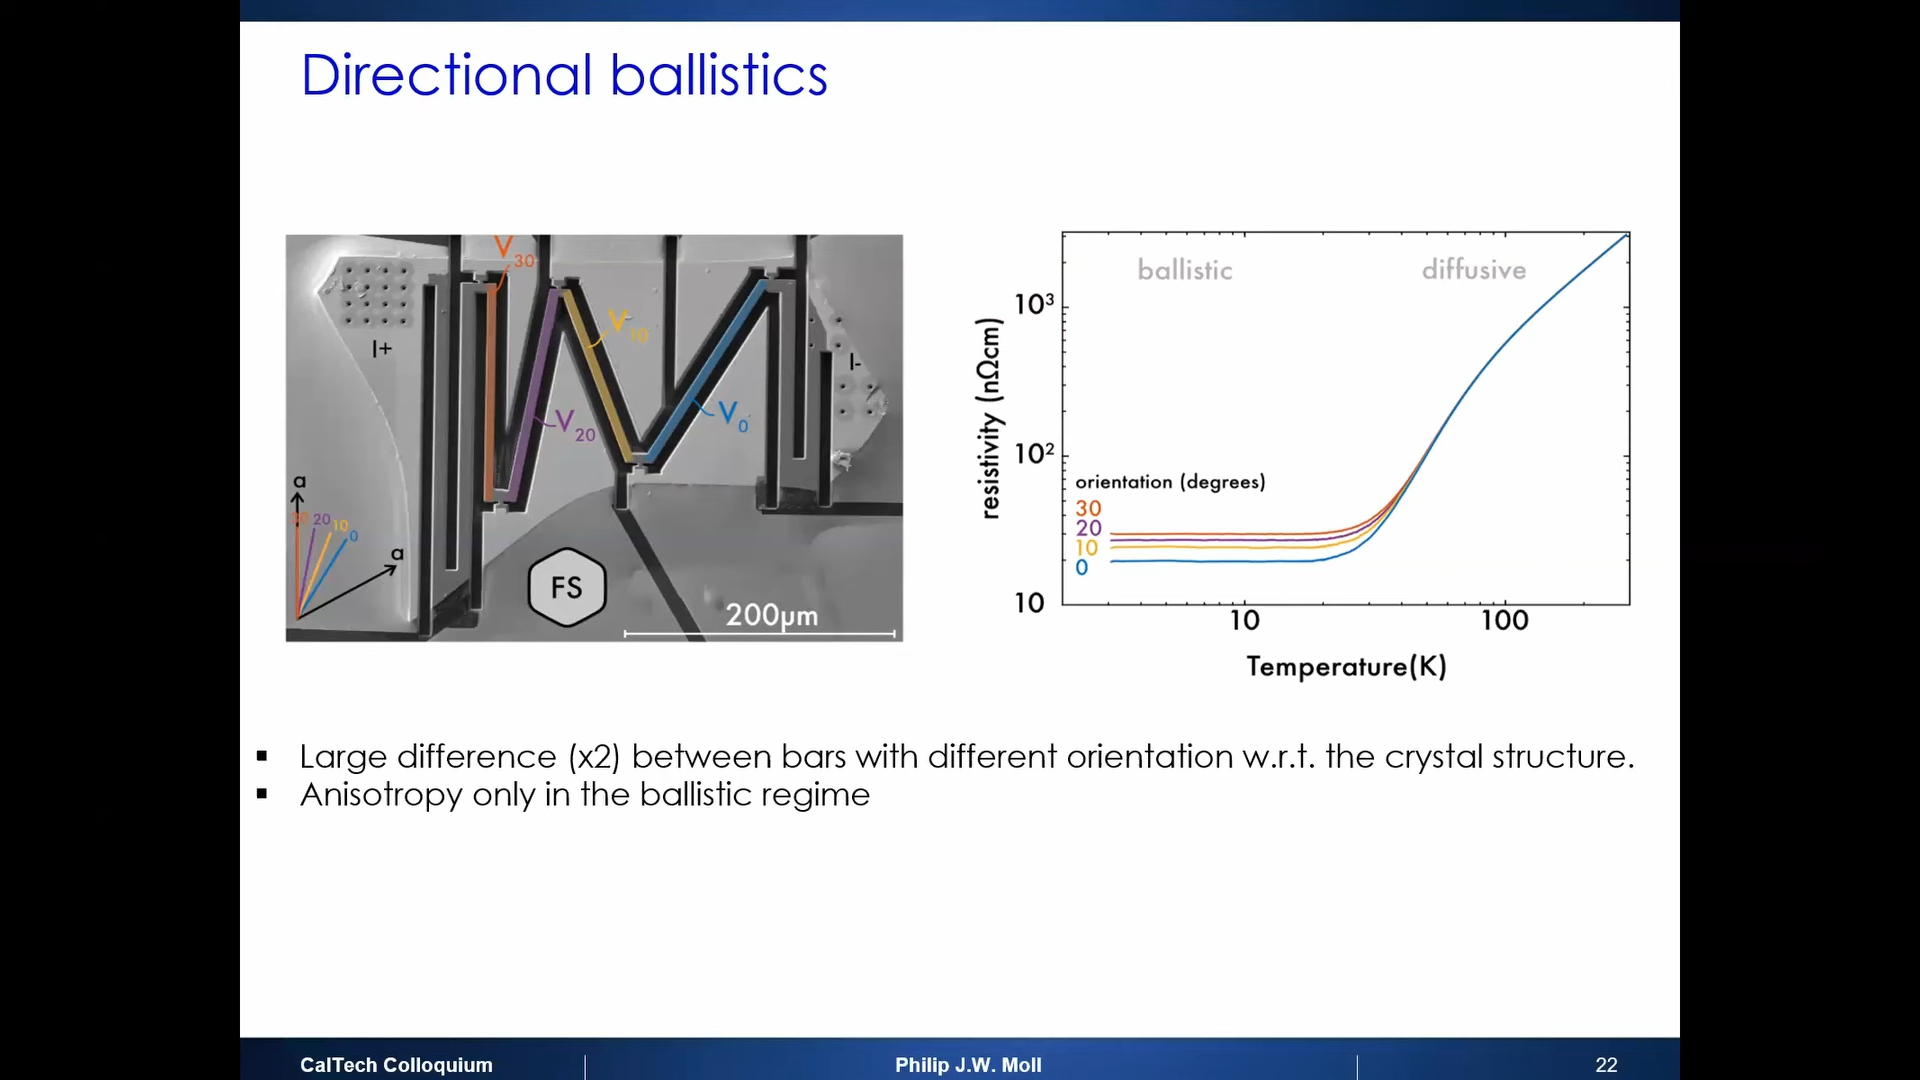 Directional ballistics
V30
I+
V10
I-
V20
V0
a
30 20 10 0
a
FS
200μm
ballistic
diffusive
10³
10²
10
resistivity (nΩcm)
orientation (degrees)
30
20
10
0
10
100
Temperature(K)
▪ Large difference (x2) between bars with different orientation w.r.t. the crystal structure.
▪ Anisotropy only in the ballistic regime
CalTech Colloquium
Philip J.W. Moll
22